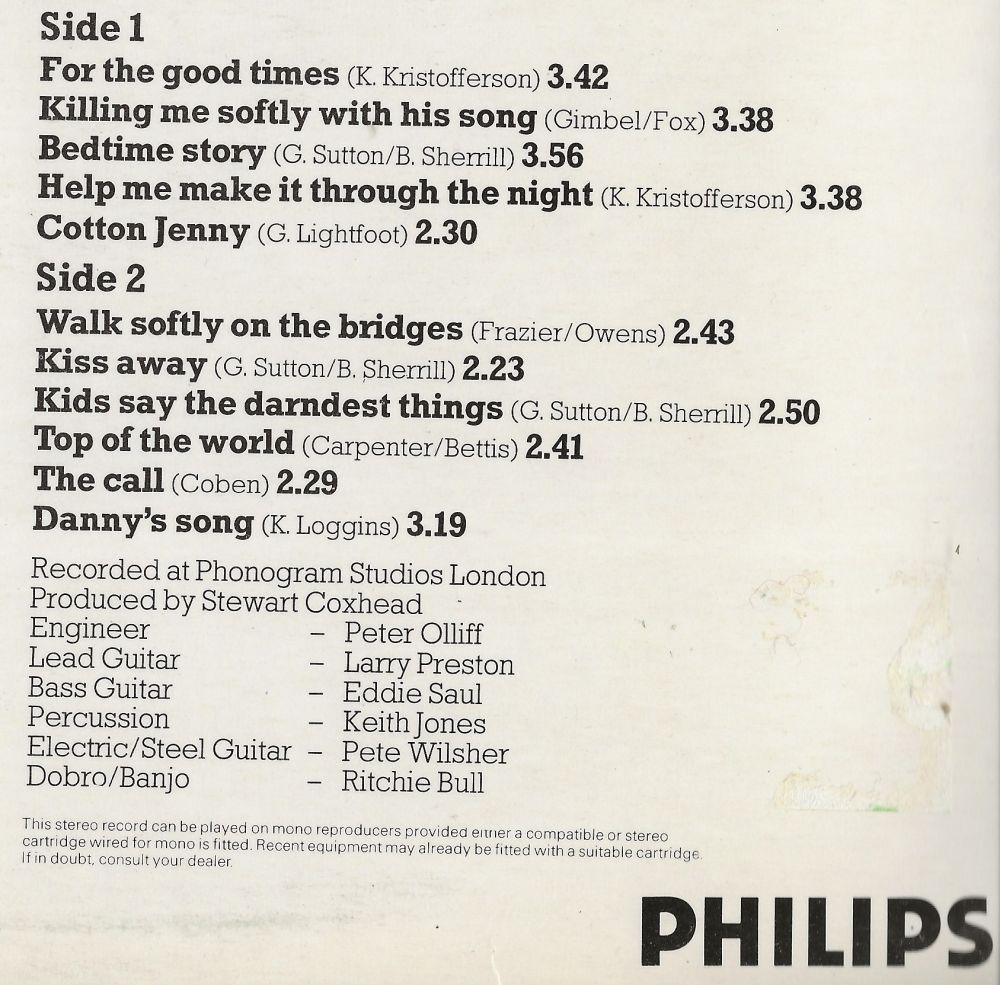 Side 1
For the good times (K. Kristofferson) 3.42
Killing me softly with his song (Gimbel/Fox) 3.38
Bedtime story (G. Sutton/B. Sherrill) 3.56
Help me make it through the night (K. Kristofferson) 3.38
Cotton Jenny (G. Lightfoot) 2.30
Side 2
Walk softly on the bridges (Frazier/Owens) 2.43
Kiss away (G. Sutton/B. Sherrill) 2.23
Kids say the darndest things (G. Sutton/B. Sherrill) 2.50
Top of the world (Carpenter/Bettis) 2.41
The call (Coben) 2.29
Danny's song (K. Loggins) 3.19
Recorded at Phonogram Studios London
Produced by Stewart Coxhead
Engineer – Peter Olliff
Lead Guitar – Larry Preston
Bass Guitar – Eddie Saul
Percussion – Keith Jones
Electric/Steel Guitar – Pete Wilsher
Dobro/Banjo – Ritchie Bull
This stereo record can be played on mono reproducers provided either a compatible or stereo
cartridge wired for mono is fitted. Recent equipment may already be fitted with a suitable cartridge.
If in doubt, consult your dealer.
PHILIPS